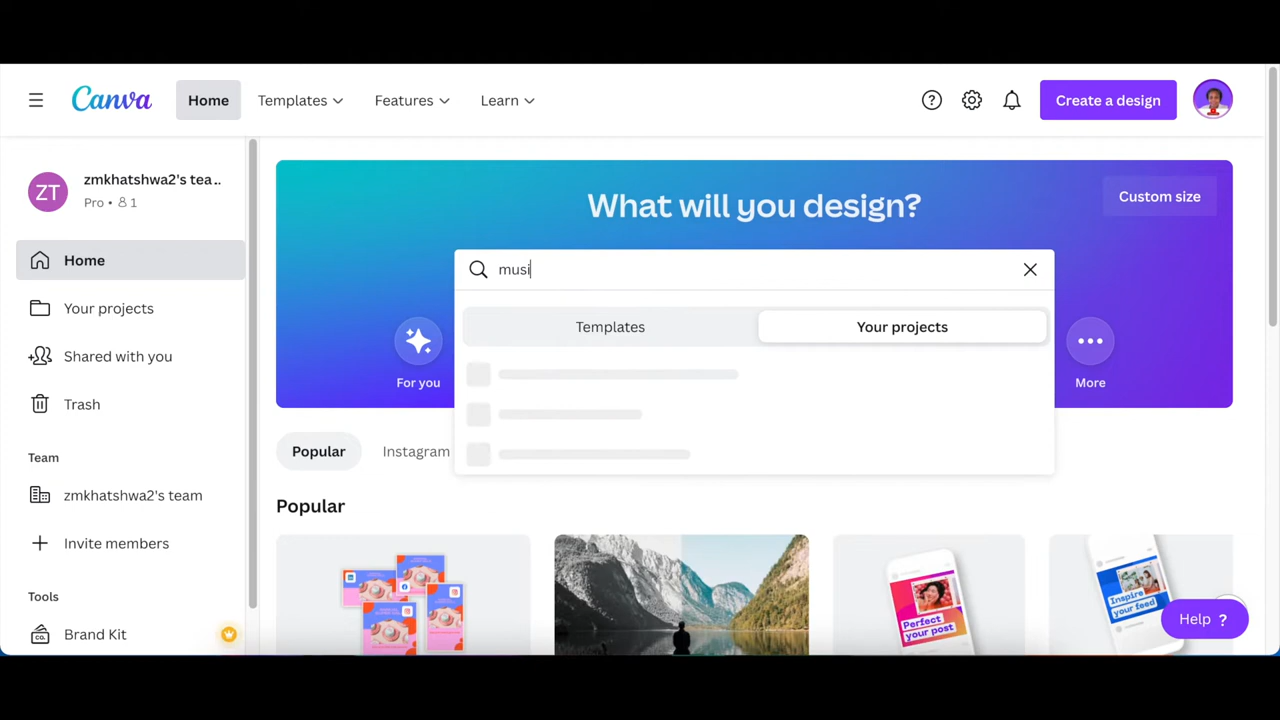 Canva
Home
Templates
Features
Learn
?
Create a design
ZT
zmkhatshwa2's tea..
Pro • 1
Home
Your projects
Shared with you
Trash
Team
zmkhatshwa2's team
Invite members
Tools
CO.
Brand Kit
What will you design?
Custom size
musi
Templates
Your projects
For you
More
Popular
Instagram
Popular
Perfect
your post
Inspire
your feed
Help ?